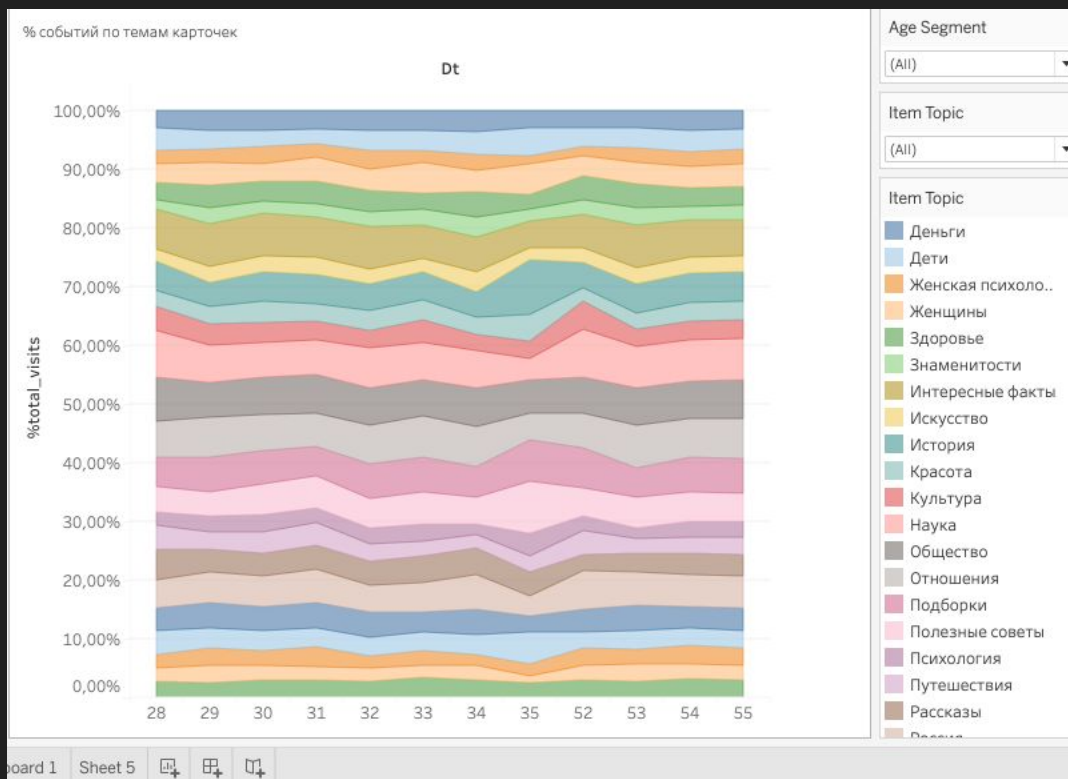 % событий по темам карточек
Dt
100,00%
90,00%
80,00%
70,00%
60,00%
50,00%
40,00%
30,00%
20,00%
10,00%
0,00%
%total_visits
28 29 30 31 32 33 34 35 52 53 54 55
Age Segment
(All)
Item Topic
(All)
Item Topic
Деньги
Дети
Женская психоло..
Женщины
Здоровье
Знаменитости
Интересные факты
Искусство
История
Красота
Культура
Наука
Общество
Отношения
Подборки
Полезные советы
Психология
Путешествия
Рассказы
Россия
oard 1 Sheet 5